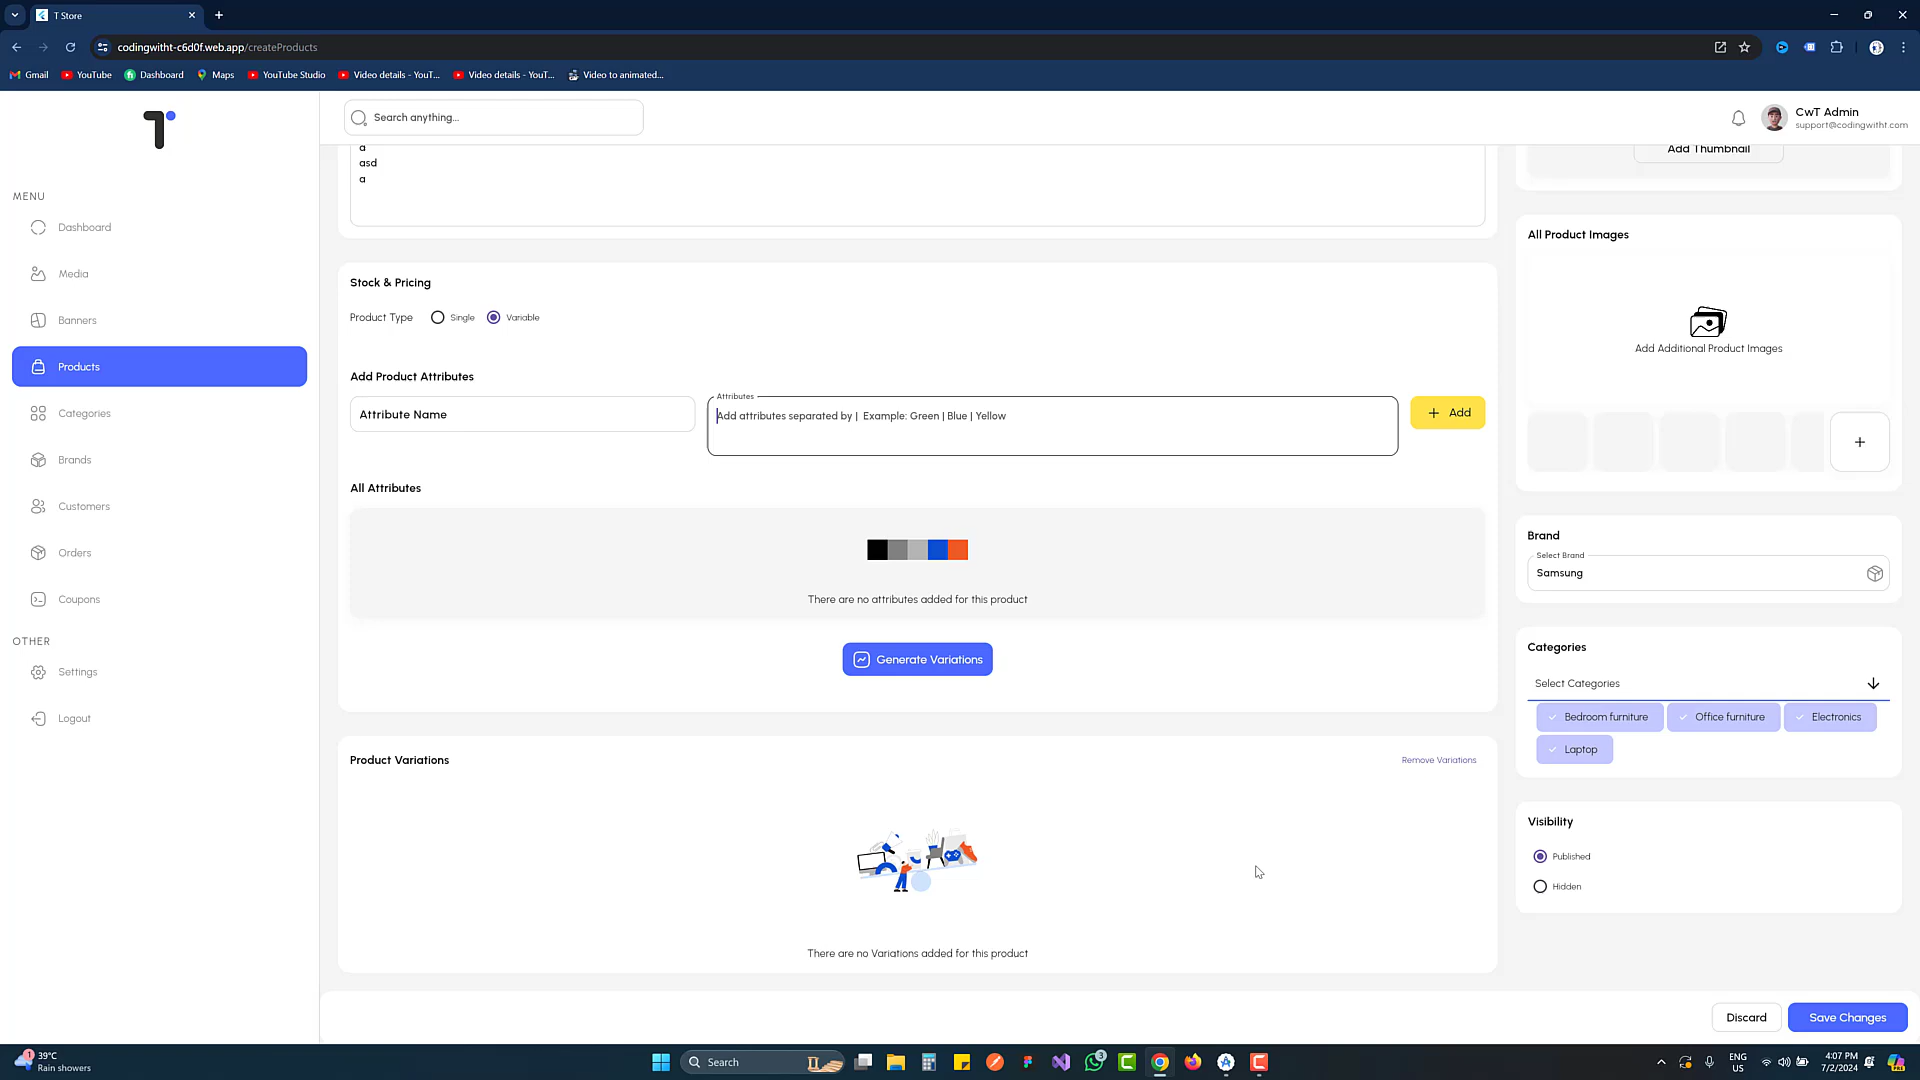 T Store
codingwitht-c6d0f.web.app/createProducts
Gmail
YouTube
Dashboard
Maps
YouTube Studio
Video details - YouT...
Video details - YouT...
Video to animated...
Search anything...
CwT Admin
support@codingwitht.com
MENU
Dashboard
Media
Banners
Products
Categories
Brands
Customers
Orders
Coupons
OTHER
Settings
Logout
a
asd
a
Stock & Pricing
Product Type
Single
Variable
Add Product Attributes
Attribute Name
Attributes
Add attributes separated by | Example: Green | Blue | Yellow
+ Add
All Attributes
There are no attributes added for this product
Generate Variations
Product Variations
Remove Variations
There are no Variations added for this product
Add Thumbnail
All Product Images
Add Additional Product Images
Brand
Select Brand
Samsung
Categories
Select Categories
Bedroom furniture
Office furniture
Electronics
Laptop
Visibility
Published
Hidden
Discard
Save Changes
1
39°C
Rain showers
Search
3
ENG
US
4:07 PM
7/2/2024